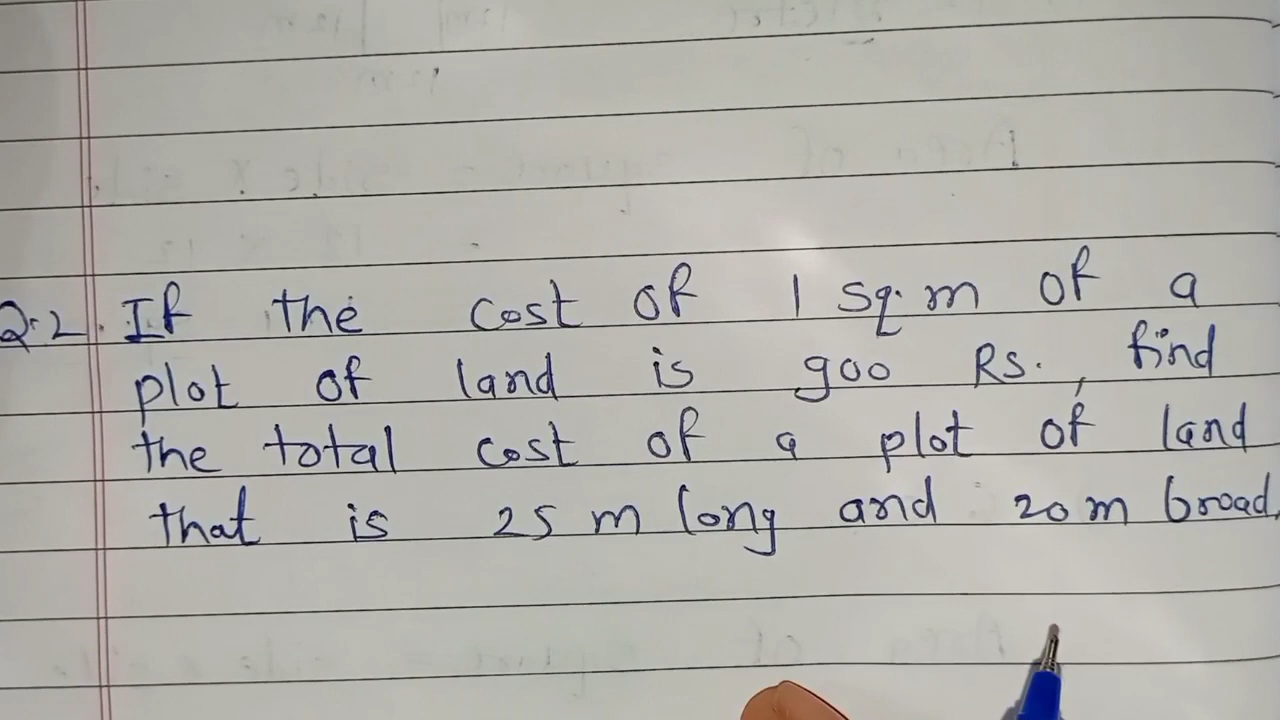 Q.2. If the cost of 1 sq.m of a
plot of land is 900 Rs., find
the total cost of a plot of land
that is 25 m long and 20 m broad.